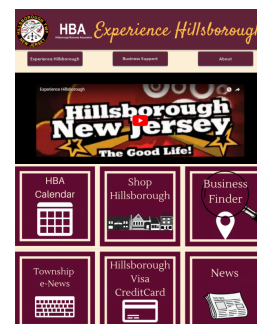 HBA Experience Hillsborough
Experience Hillsborough
Business Support
About
Experience Hillsborough
Hillsborough
New Jersey
The Good Life!
HBA
Calendar
Shop
Hillsborough
Business
Finder
Township
e-News
Hillsborough
Visa
CreditCard
News